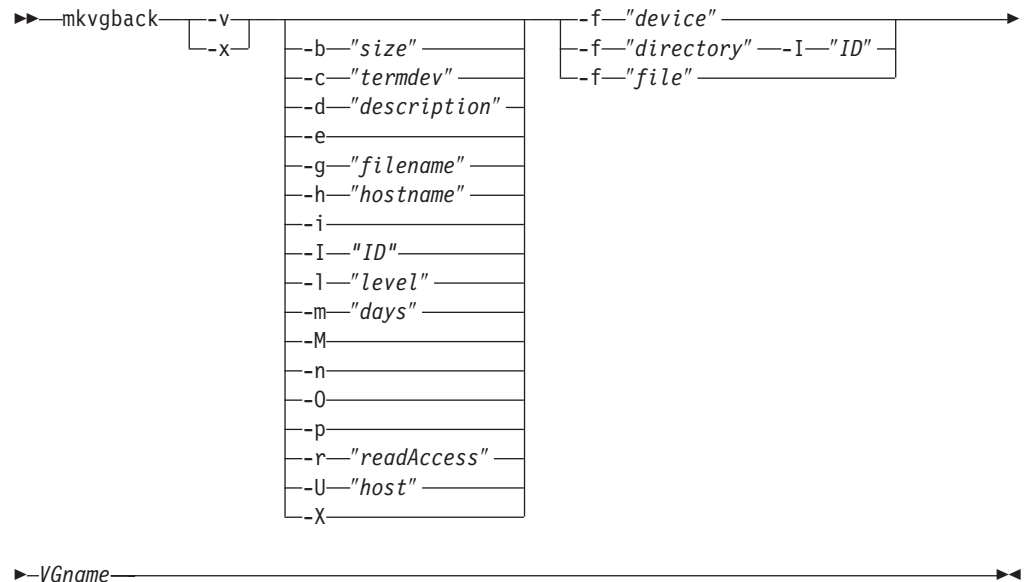 mkvgback -v -f "device"
-x -b "size" -f "directory" -I "ID"
-c "termdev" -f "file"
-d "description"
-e
-g "filename"
-h "hostname"
-i
-I "ID"
-l "level"
-m "days"
-M
-n
-O
-p
-r "readAccess"
-U "host"
-X
VGname